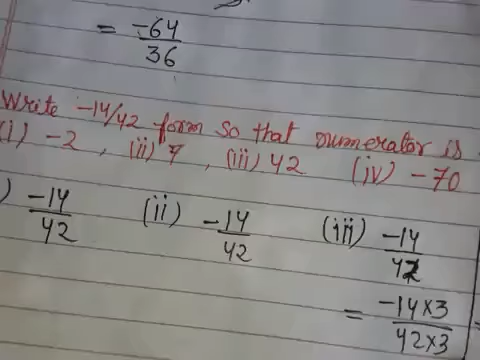 = -64/36
Write -14/42 form so that numerator is
(i) -2, (ii) 7, (iii) 42 (iv) -70
) -14/42 (ii) -14/42 (iii) -14/42
= -14×3/42×3 =